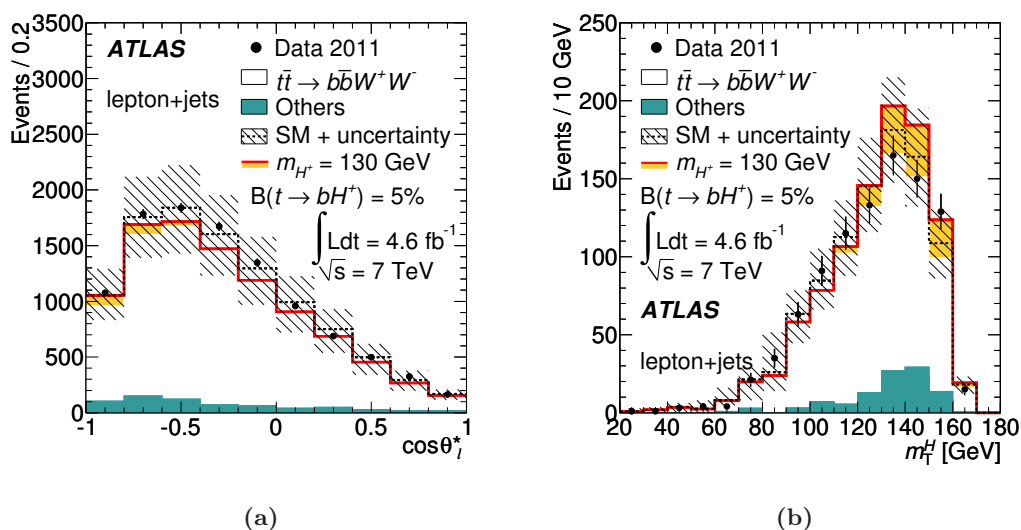 Events / 0.2
3500
3000
2500
2000
1500
1000
500
0
-1 -0.5 0 0.5 1
cosθ*l
ATLAS
lepton+jets
Data 2011
tt̄ → bb̄W⁺W⁻
Others
SM + uncertainty
m_H⁺ = 130 GeV
B(t → bH⁺) = 5%
∫ Ldt = 4.6 fb⁻¹
√s = 7 TeV
(a)
Events / 10 GeV
250
200
150
100
50
0
20 40 60 80 100 120 140 160 180
m_T^H [GeV]
Data 2011
tt̄ → bb̄W⁺W⁻
Others
SM + uncertainty
m_H⁺ = 130 GeV
B(t → bH⁺) = 5%
∫ Ldt = 4.6 fb⁻¹
√s = 7 TeV
ATLAS
lepton+jets
(b)